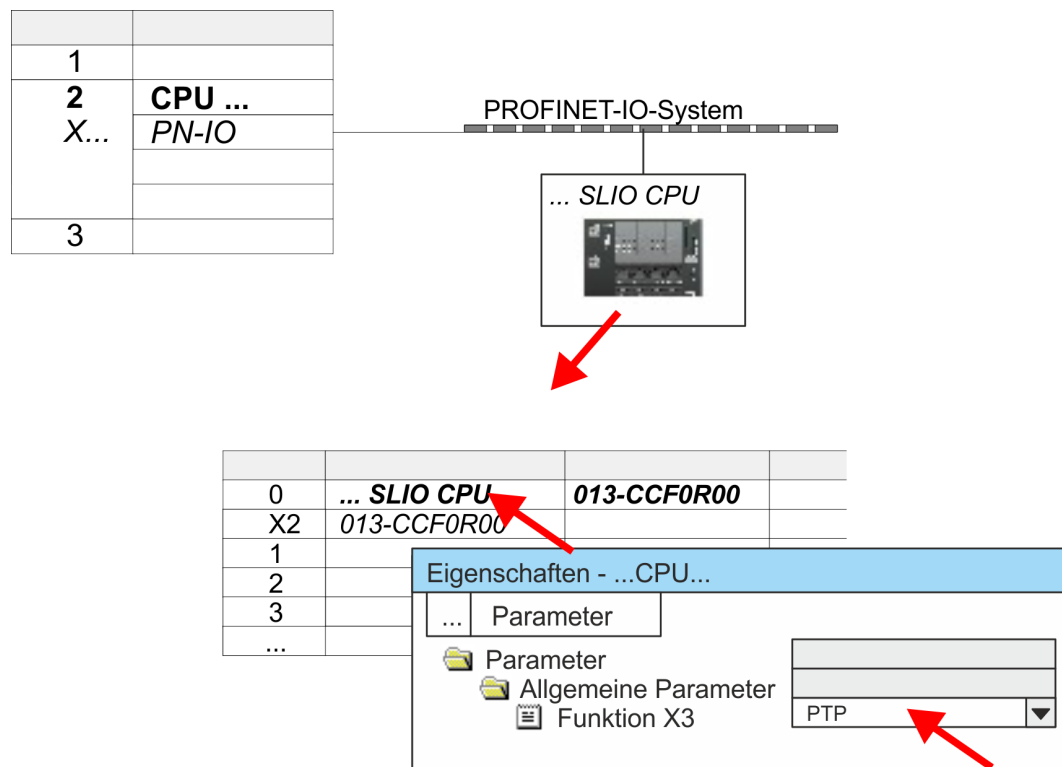 1
2 CPU ...
X... PN-IO
3
PROFINET-IO-System
... SLIO CPU
0 ... SLIO CPU 013-CCF0R00
X2 013-CCF0R00
1
2
3
...
Eigenschaften - ...CPU...
... Parameter
Parameter
Allgemeine Parameter
Funktion X3 PTP